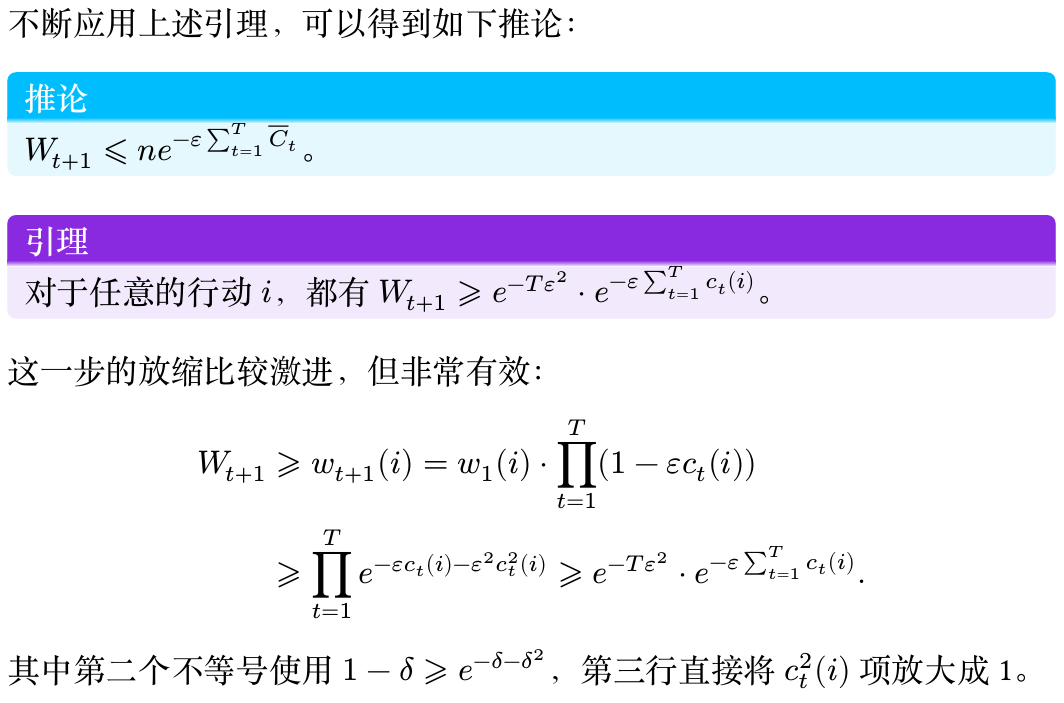 不断应用上述引理，可以得到如下推论：
推论
$W_{t+1} \leqslant ne^{-\varepsilon \sum_{t=1}^{T} \overline{C}_t}$。
引理
对于任意的行动 $i$，都有 $W_{t+1} \geqslant e^{-T\varepsilon^2} \cdot e^{-\varepsilon \sum_{t=1}^{T} c_t(i)}$。
这一步的放缩比较激进，但非常有效：
$W_{t+1} \geqslant w_{t+1}(i) = w_1(i) \cdot \prod_{t=1}^{T} (1 - \varepsilon c_t(i))$
$\geqslant \prod_{t=1}^{T} e^{-\varepsilon c_t(i) - \varepsilon^2 c_t^2(i)} \geqslant e^{-T\varepsilon^2} \cdot e^{-\varepsilon \sum_{t=1}^{T} c_t(i)}.$
其中第二个不等号使用 $1 - \delta \geqslant e^{-\delta - \delta^2}$，第三行直接将 $c_t^2(i)$ 项放大成 1。